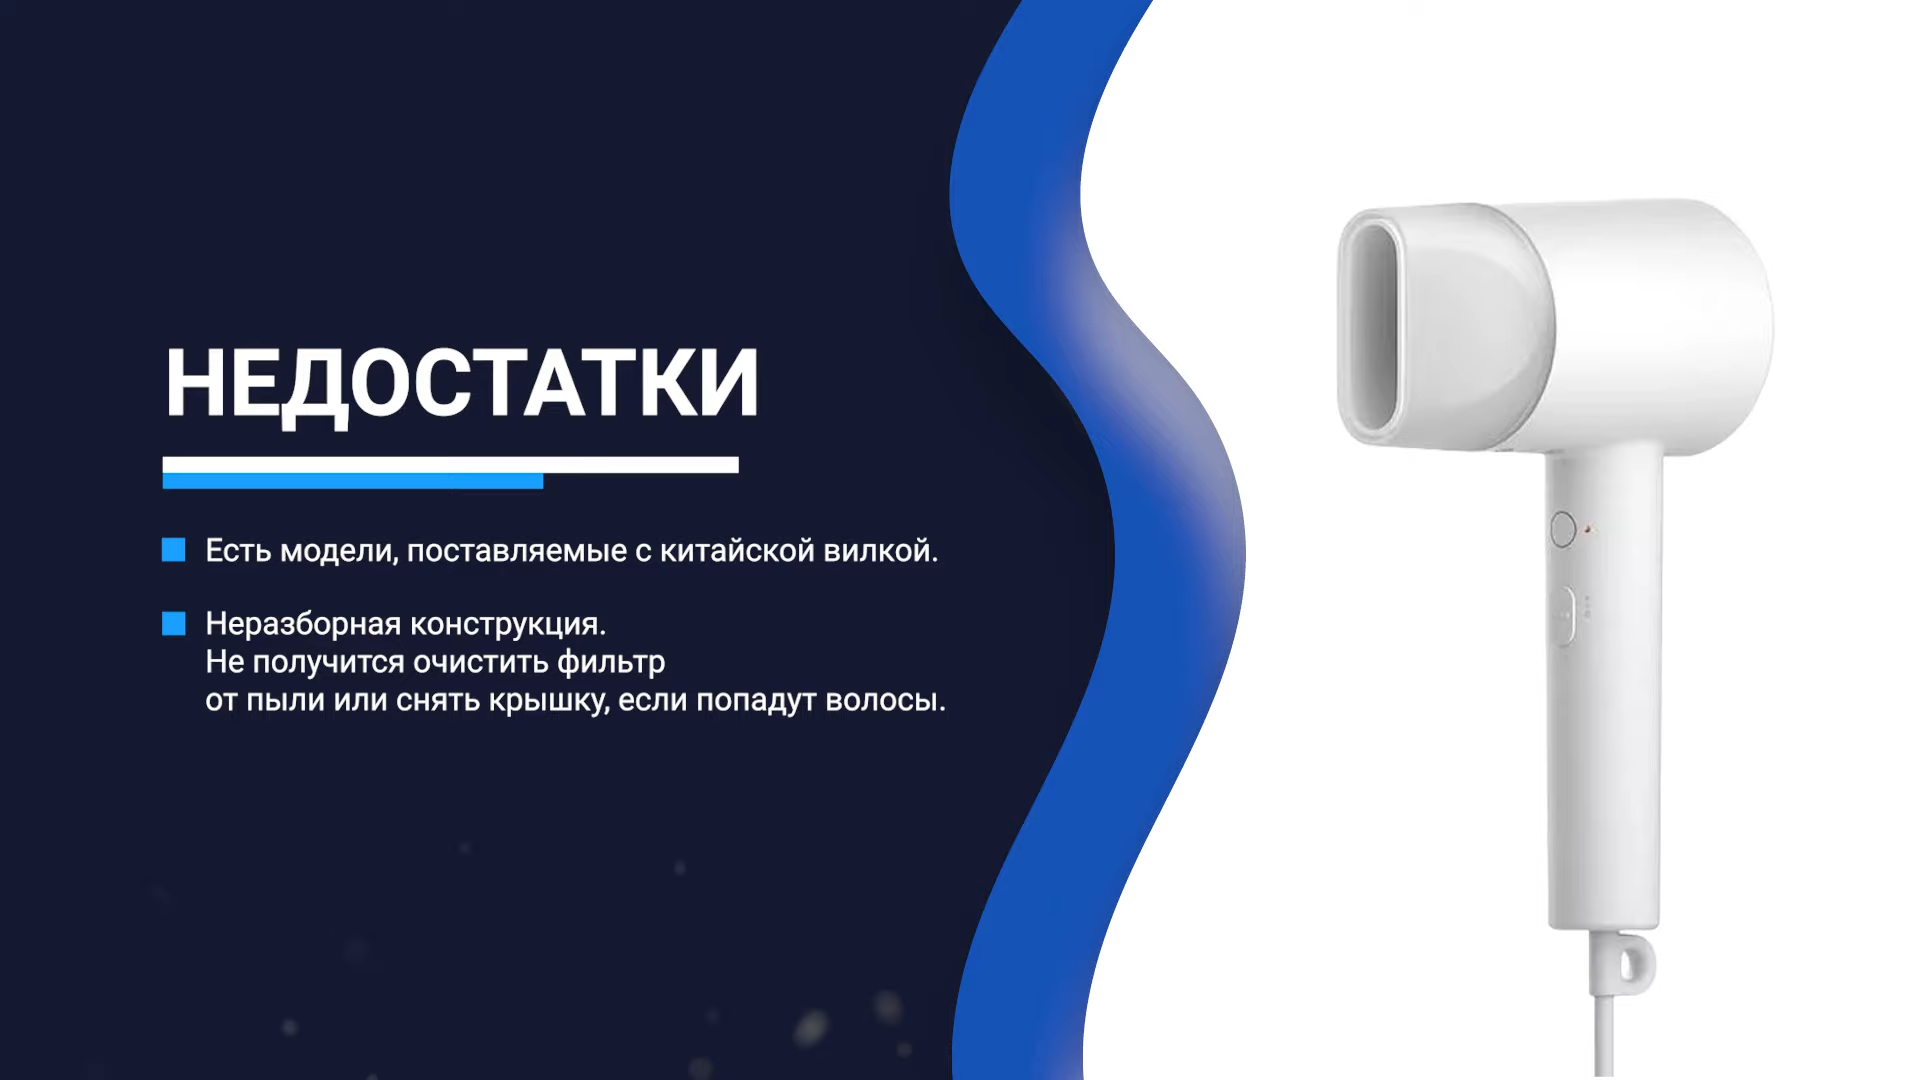 НЕДОСТАТКИ
Есть модели, поставляемые с китайской вилкой.
Неразборная конструкция.
Не получится очистить фильтр
от пыли или снять крышку, если попадут волосы.